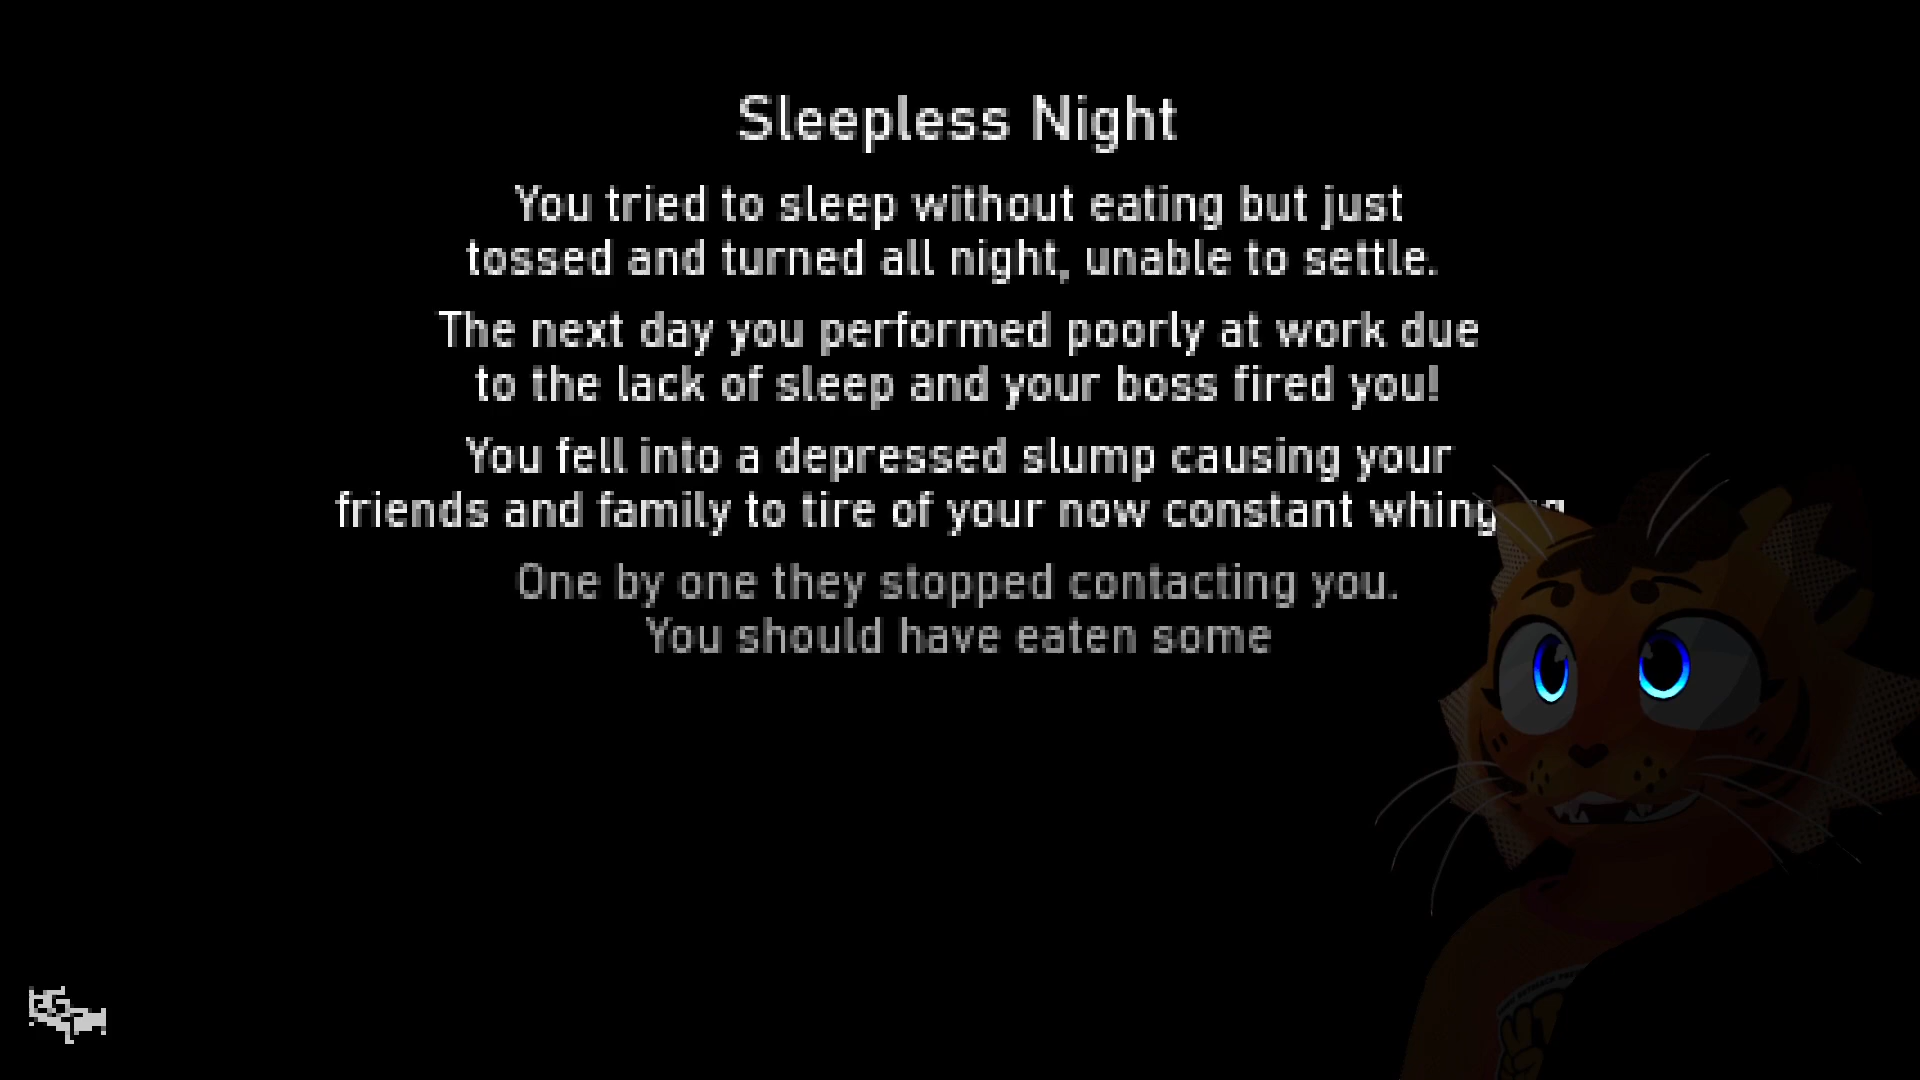 Sleepless Night
You tried to sleep without eating but just
tossed and turned all night, unable to settle.
The next day you performed poorly at work due
to the lack of sleep and your boss fired you!
You fell into a depressed slump causing your
friends and family to tire of your now constant
One by one they stopped contacting you.
You should have eaten some